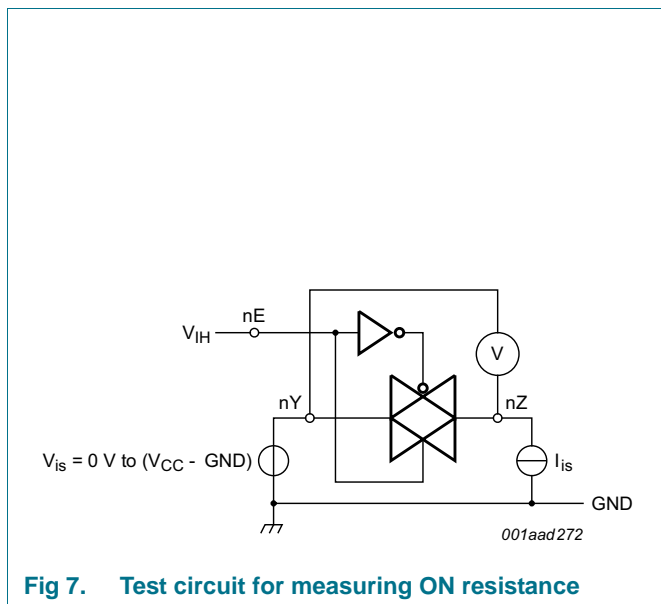 nE
VIH
V
nY
nZ
Vis = 0 V to (VCC - GND)
Iis
GND
001aad272
Fig 7. Test circuit for measuring ON resistance